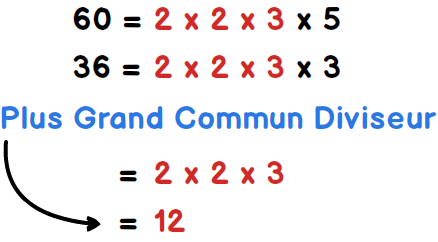 60 = 2 x 2 x 3 x 5
36 = 2 x 2 x 3 x 3
Plus Grand Commun Diviseur
= 2 x 2 x 3
= 12